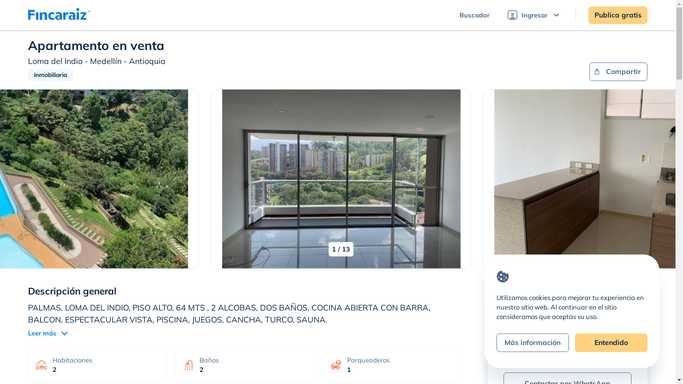 Fincaraiz
Buscador
Ingresar
Publica gratis
Apartamento en venta
Loma del Indio - Medellín - Antioquia
Inmobiliaria
Compartir
1 / 13
Descripción general
PALMAS, LOMA DEL INDIO, PISO ALTO, 64 MTS , 2 ALCOBAS, DOS BAÑOS, COCINA ABIERTA CON BARRA,
BALCON, ESPECTACULAR VISTA, PISCINA, JUEGOS, CANCHA, TURCO, SAUNA.
Leer más
Habitaciones
2
Baños
2
Parqueaderos
1
Utilizamos cookies para mejorar tu experiencia en
nuestro sitio web. Al continuar en el sitio
consideramos que aceptas su uso.
Más información
Entendido
Contactar por WhatsApp